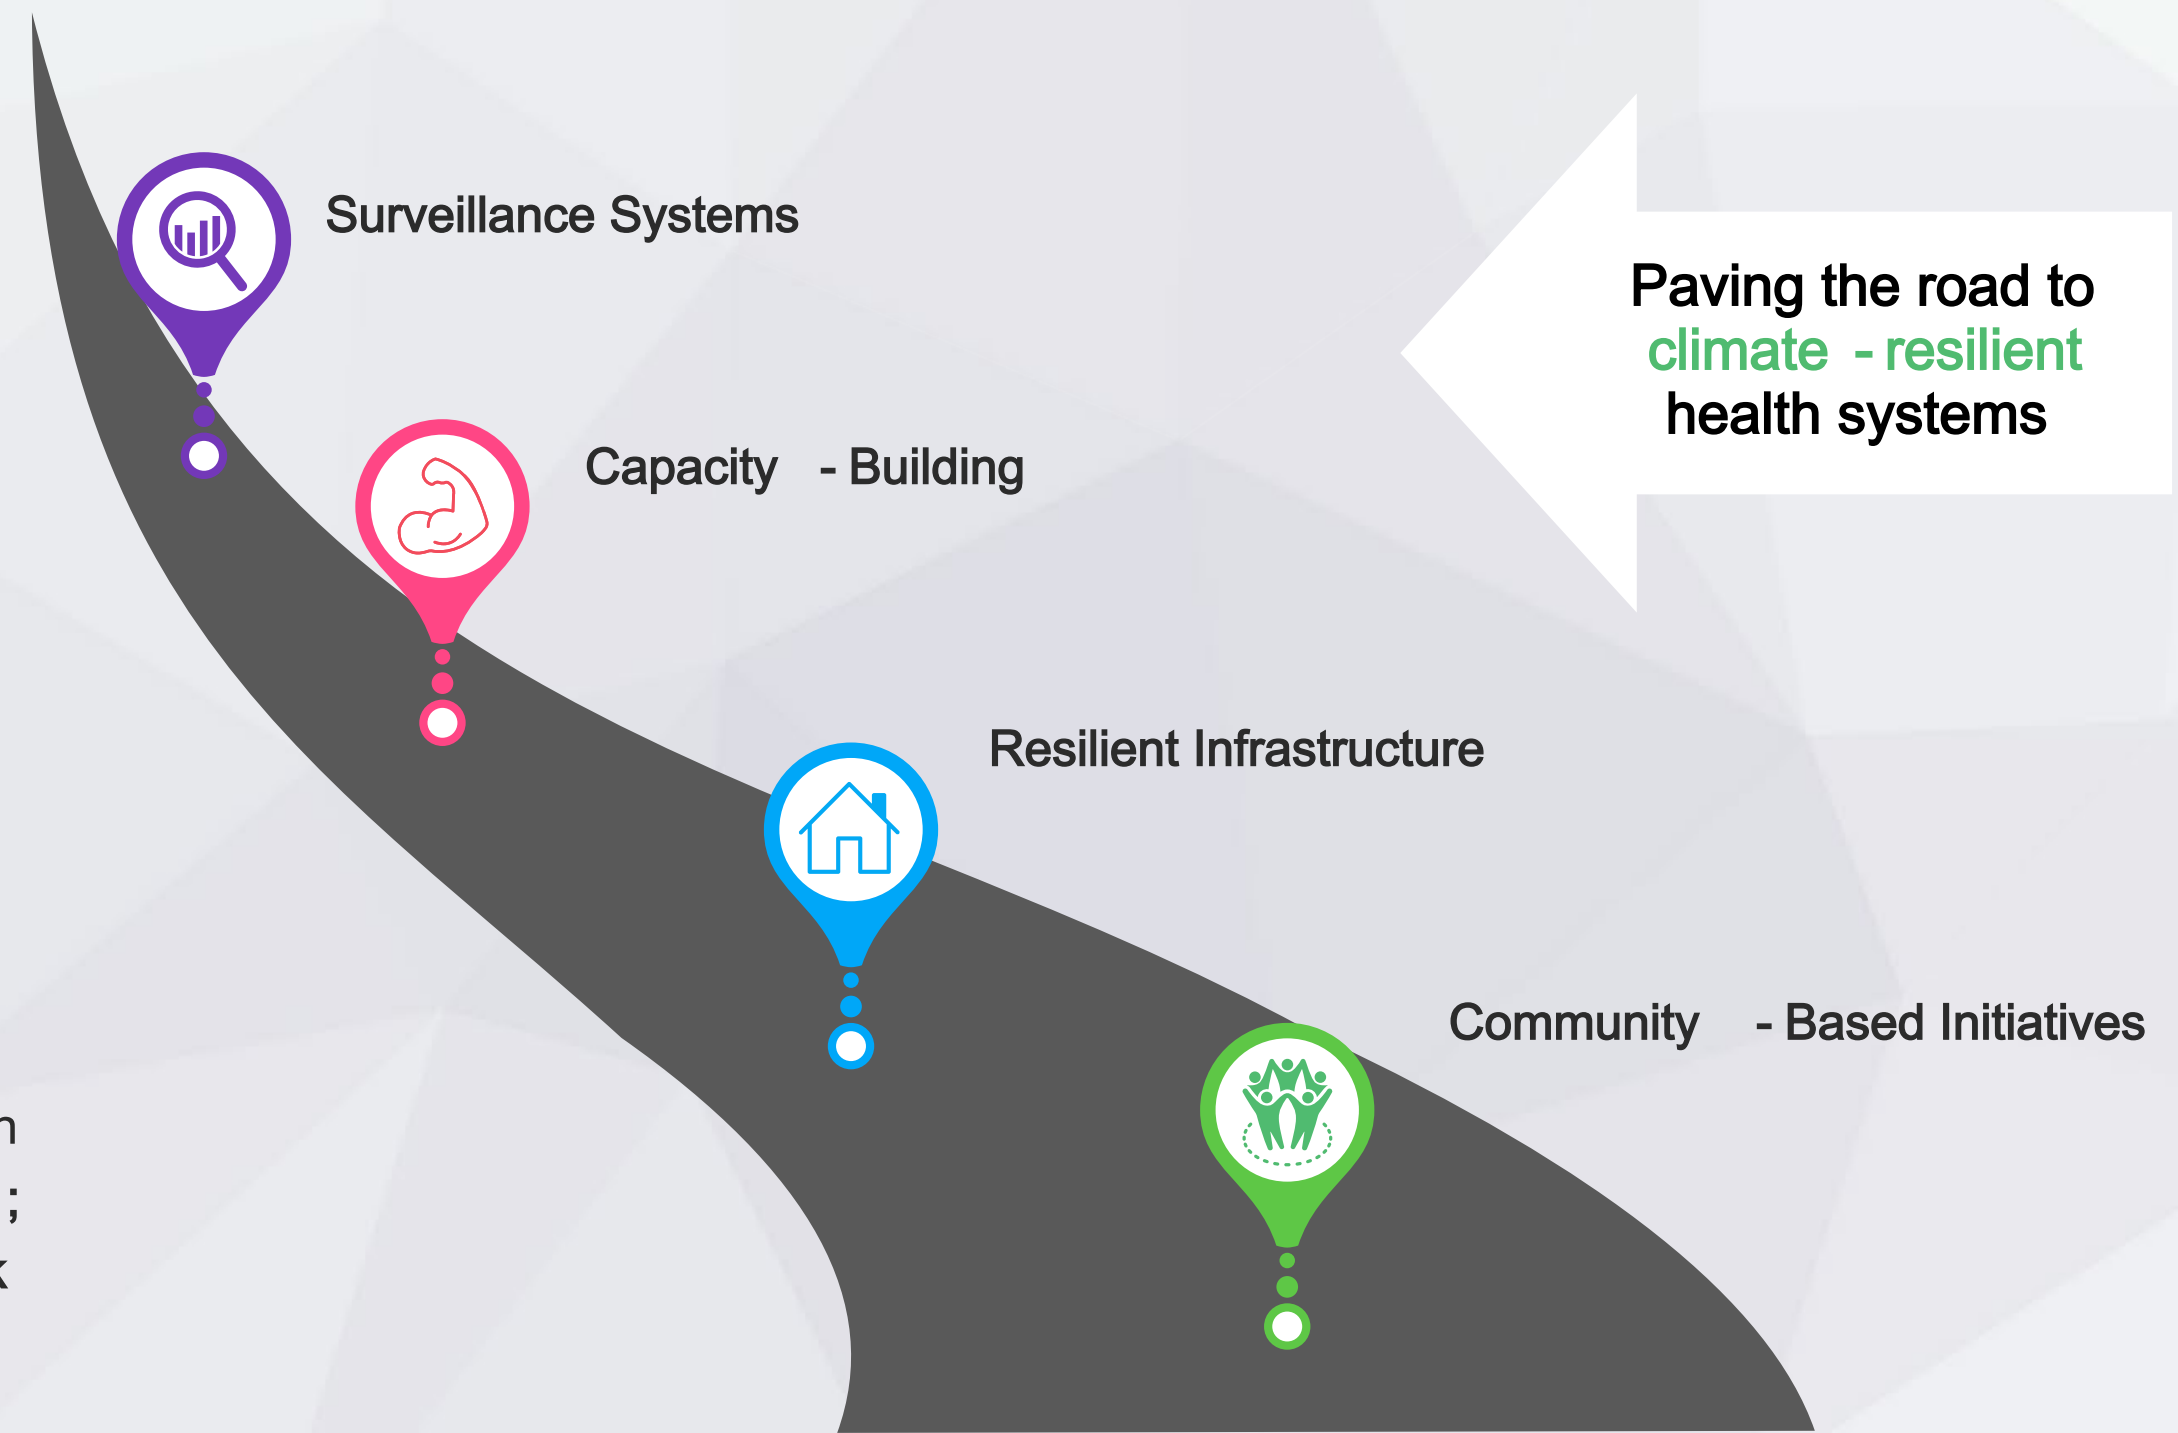 Surveillance Systems
Paving the road to
climate - resilient
health systems
Capacity - Building
Resilient Infrastructure
Community - Based Initiatives
;